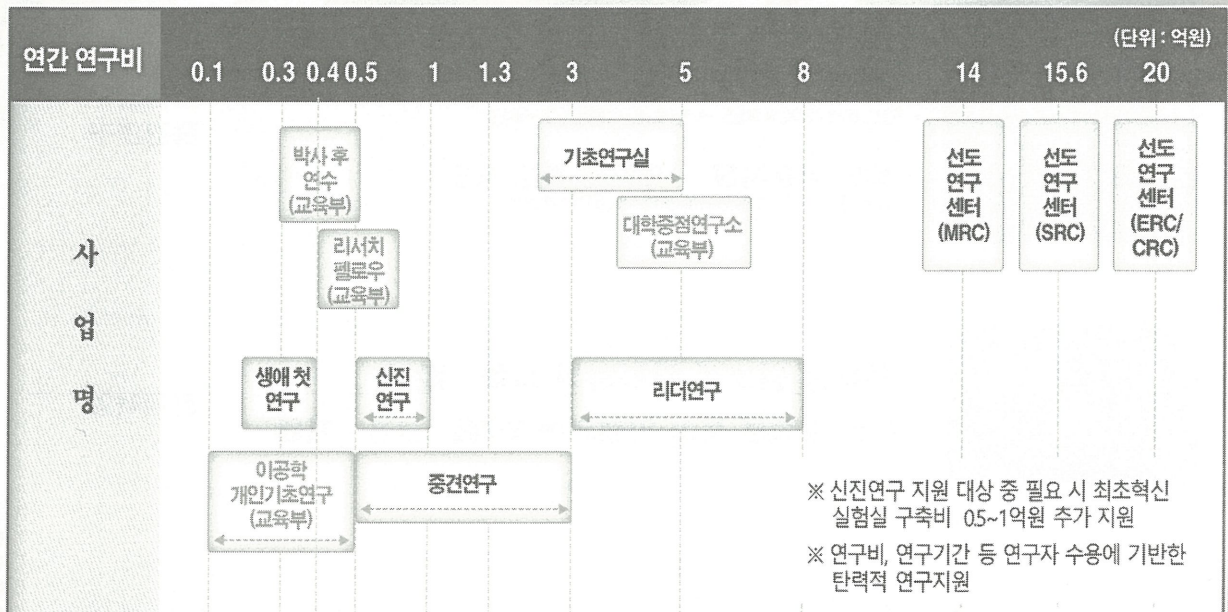 (단위 : 억원)
연간 연구비
0.1 0.3 0.4 0.5 1 1.3 3 5 8 14 15.6 20
사
업
명
박사 후
연수
(교육부)
리서치
펠로우
(교육부)
기초연구실
대학중점연구소
(교육부)
선도
연구
센터
(MRC)
선도
연구
센터
(SRC)
선도
연구
센터
(ERC/
CRC)
생애 첫
연구
신진
연구
리더연구
이공학
개인기초연구
(교육부)
중견연구
※ 신진연구 지원 대상 중 필요 시 최초혁신
실험실 구축비 0.5~1억원 추가 지원
※ 연구비, 연구기간 등 연구자 수용에 기반한
탄력적 연구지원